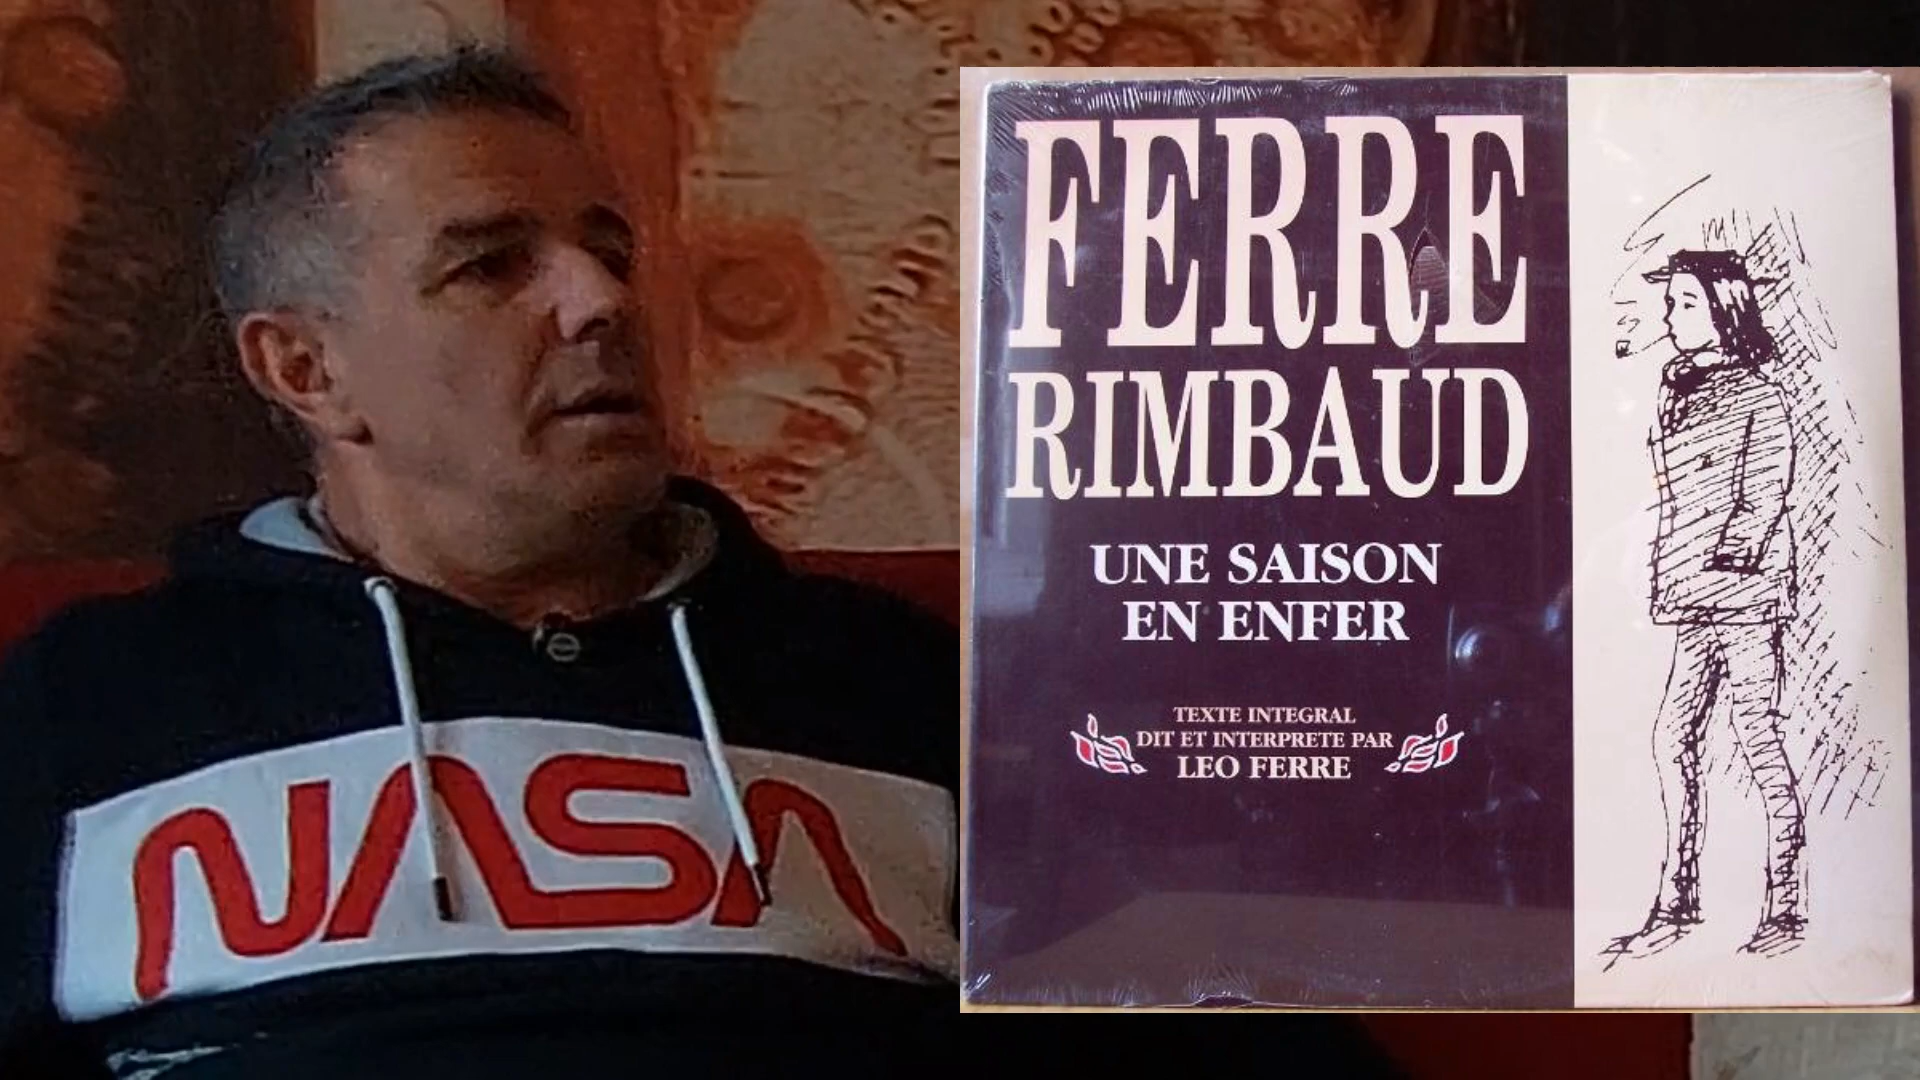 NASA
FERRE
RIMBAUD
UNE SAISON
EN ENFER
TEXTE INTEGRAL
DIT ET INTERPRETE PAR
LEO FERRE